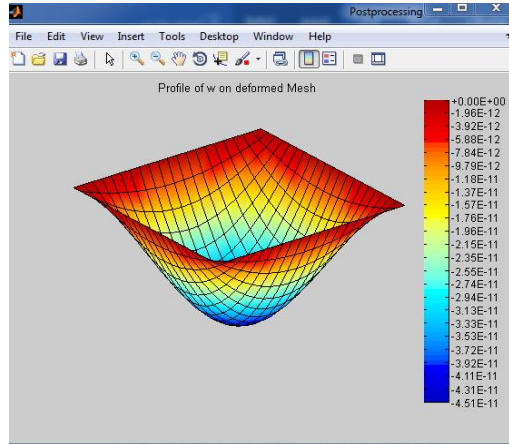 Postprocessing
File Edit View Insert Tools Desktop Window Help
Profile of w on deformed Mesh
+0.00E+00
-1.96E-12
-3.92E-12
-5.88E-12
-7.84E-12
-9.79E-12
-1.18E-11
-1.37E-11
-1.57E-11
-1.76E-11
-1.96E-11
-2.15E-11
-2.35E-11
-2.55E-11
-2.74E-11
-2.94E-11
-3.13E-11
-3.33E-11
-3.53E-11
-3.72E-11
-3.92E-11
-4.11E-11
-4.31E-11
-4.51E-11